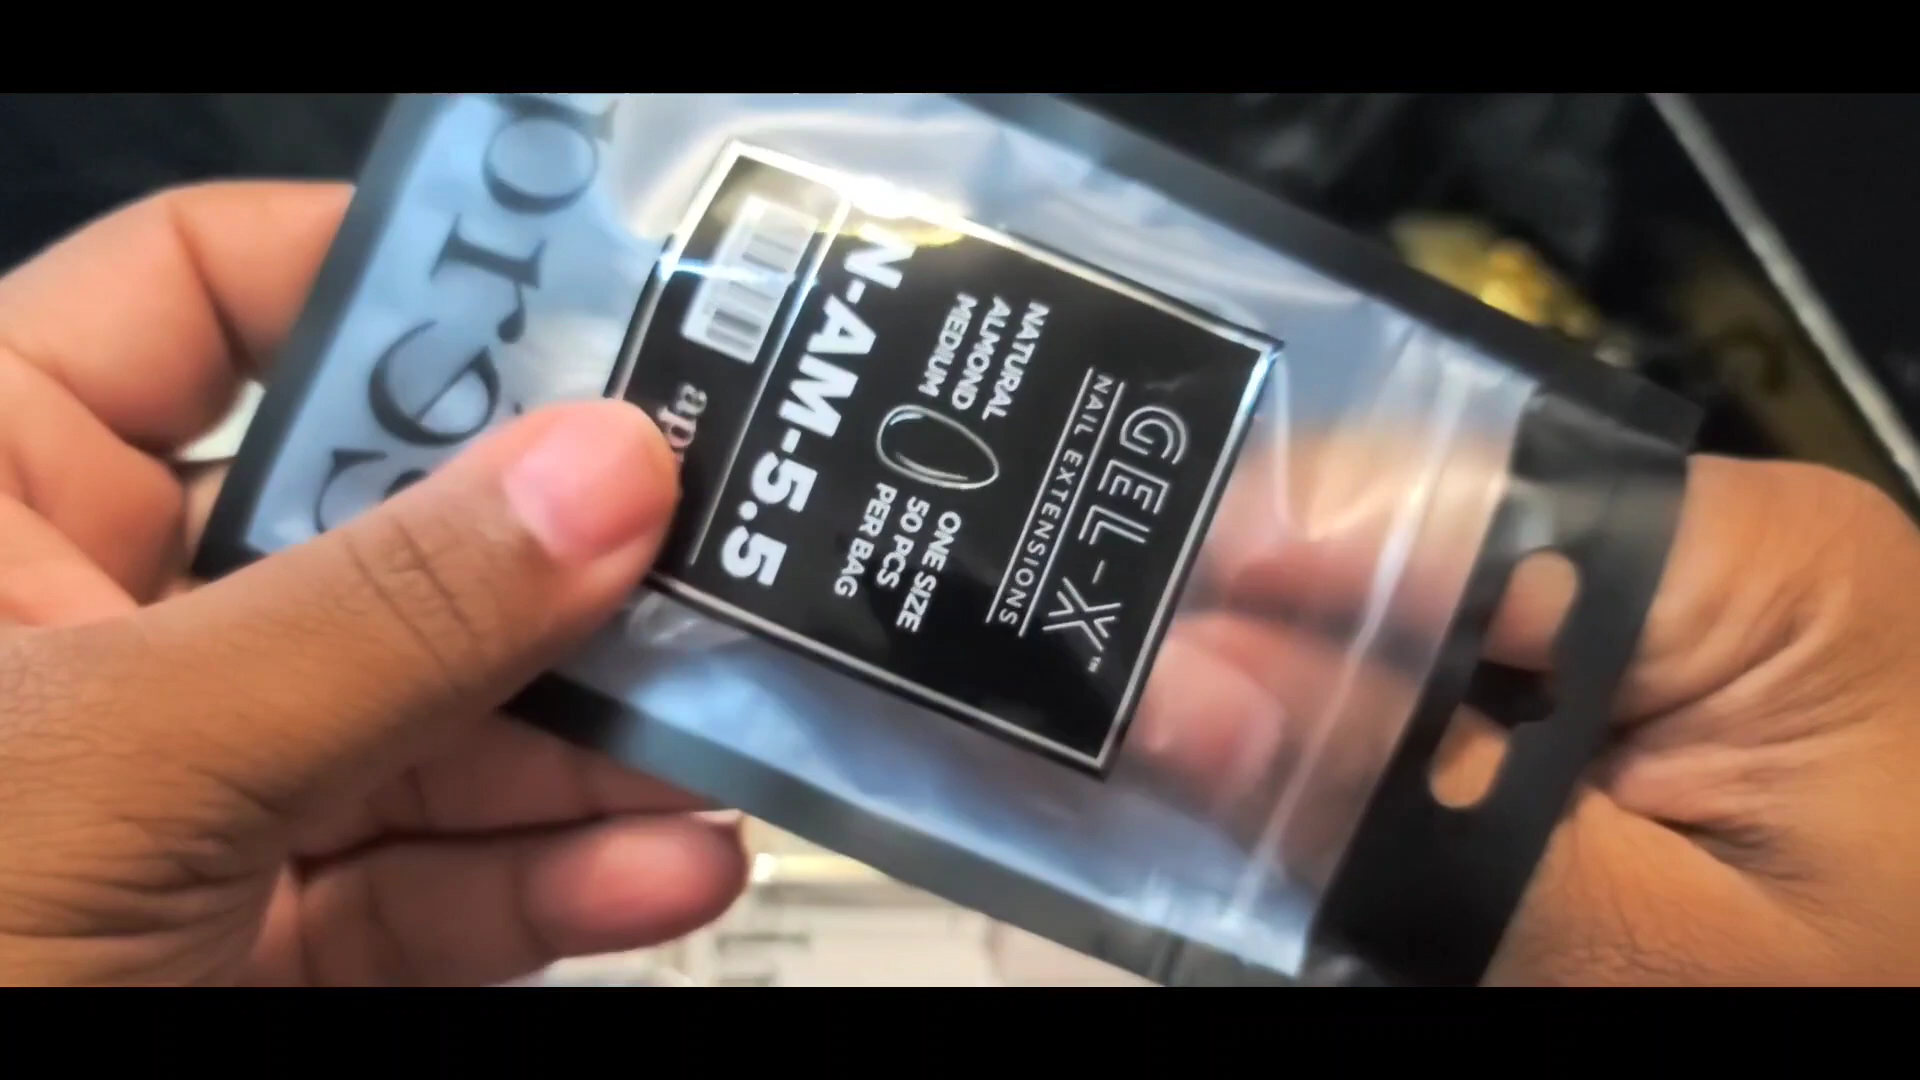 GEL-X™
NAIL EXTENSIONS
NATURAL
ALMOND
MEDIUM
ONE SIZE
50 PCS
PER BAG
N-AM-5.5